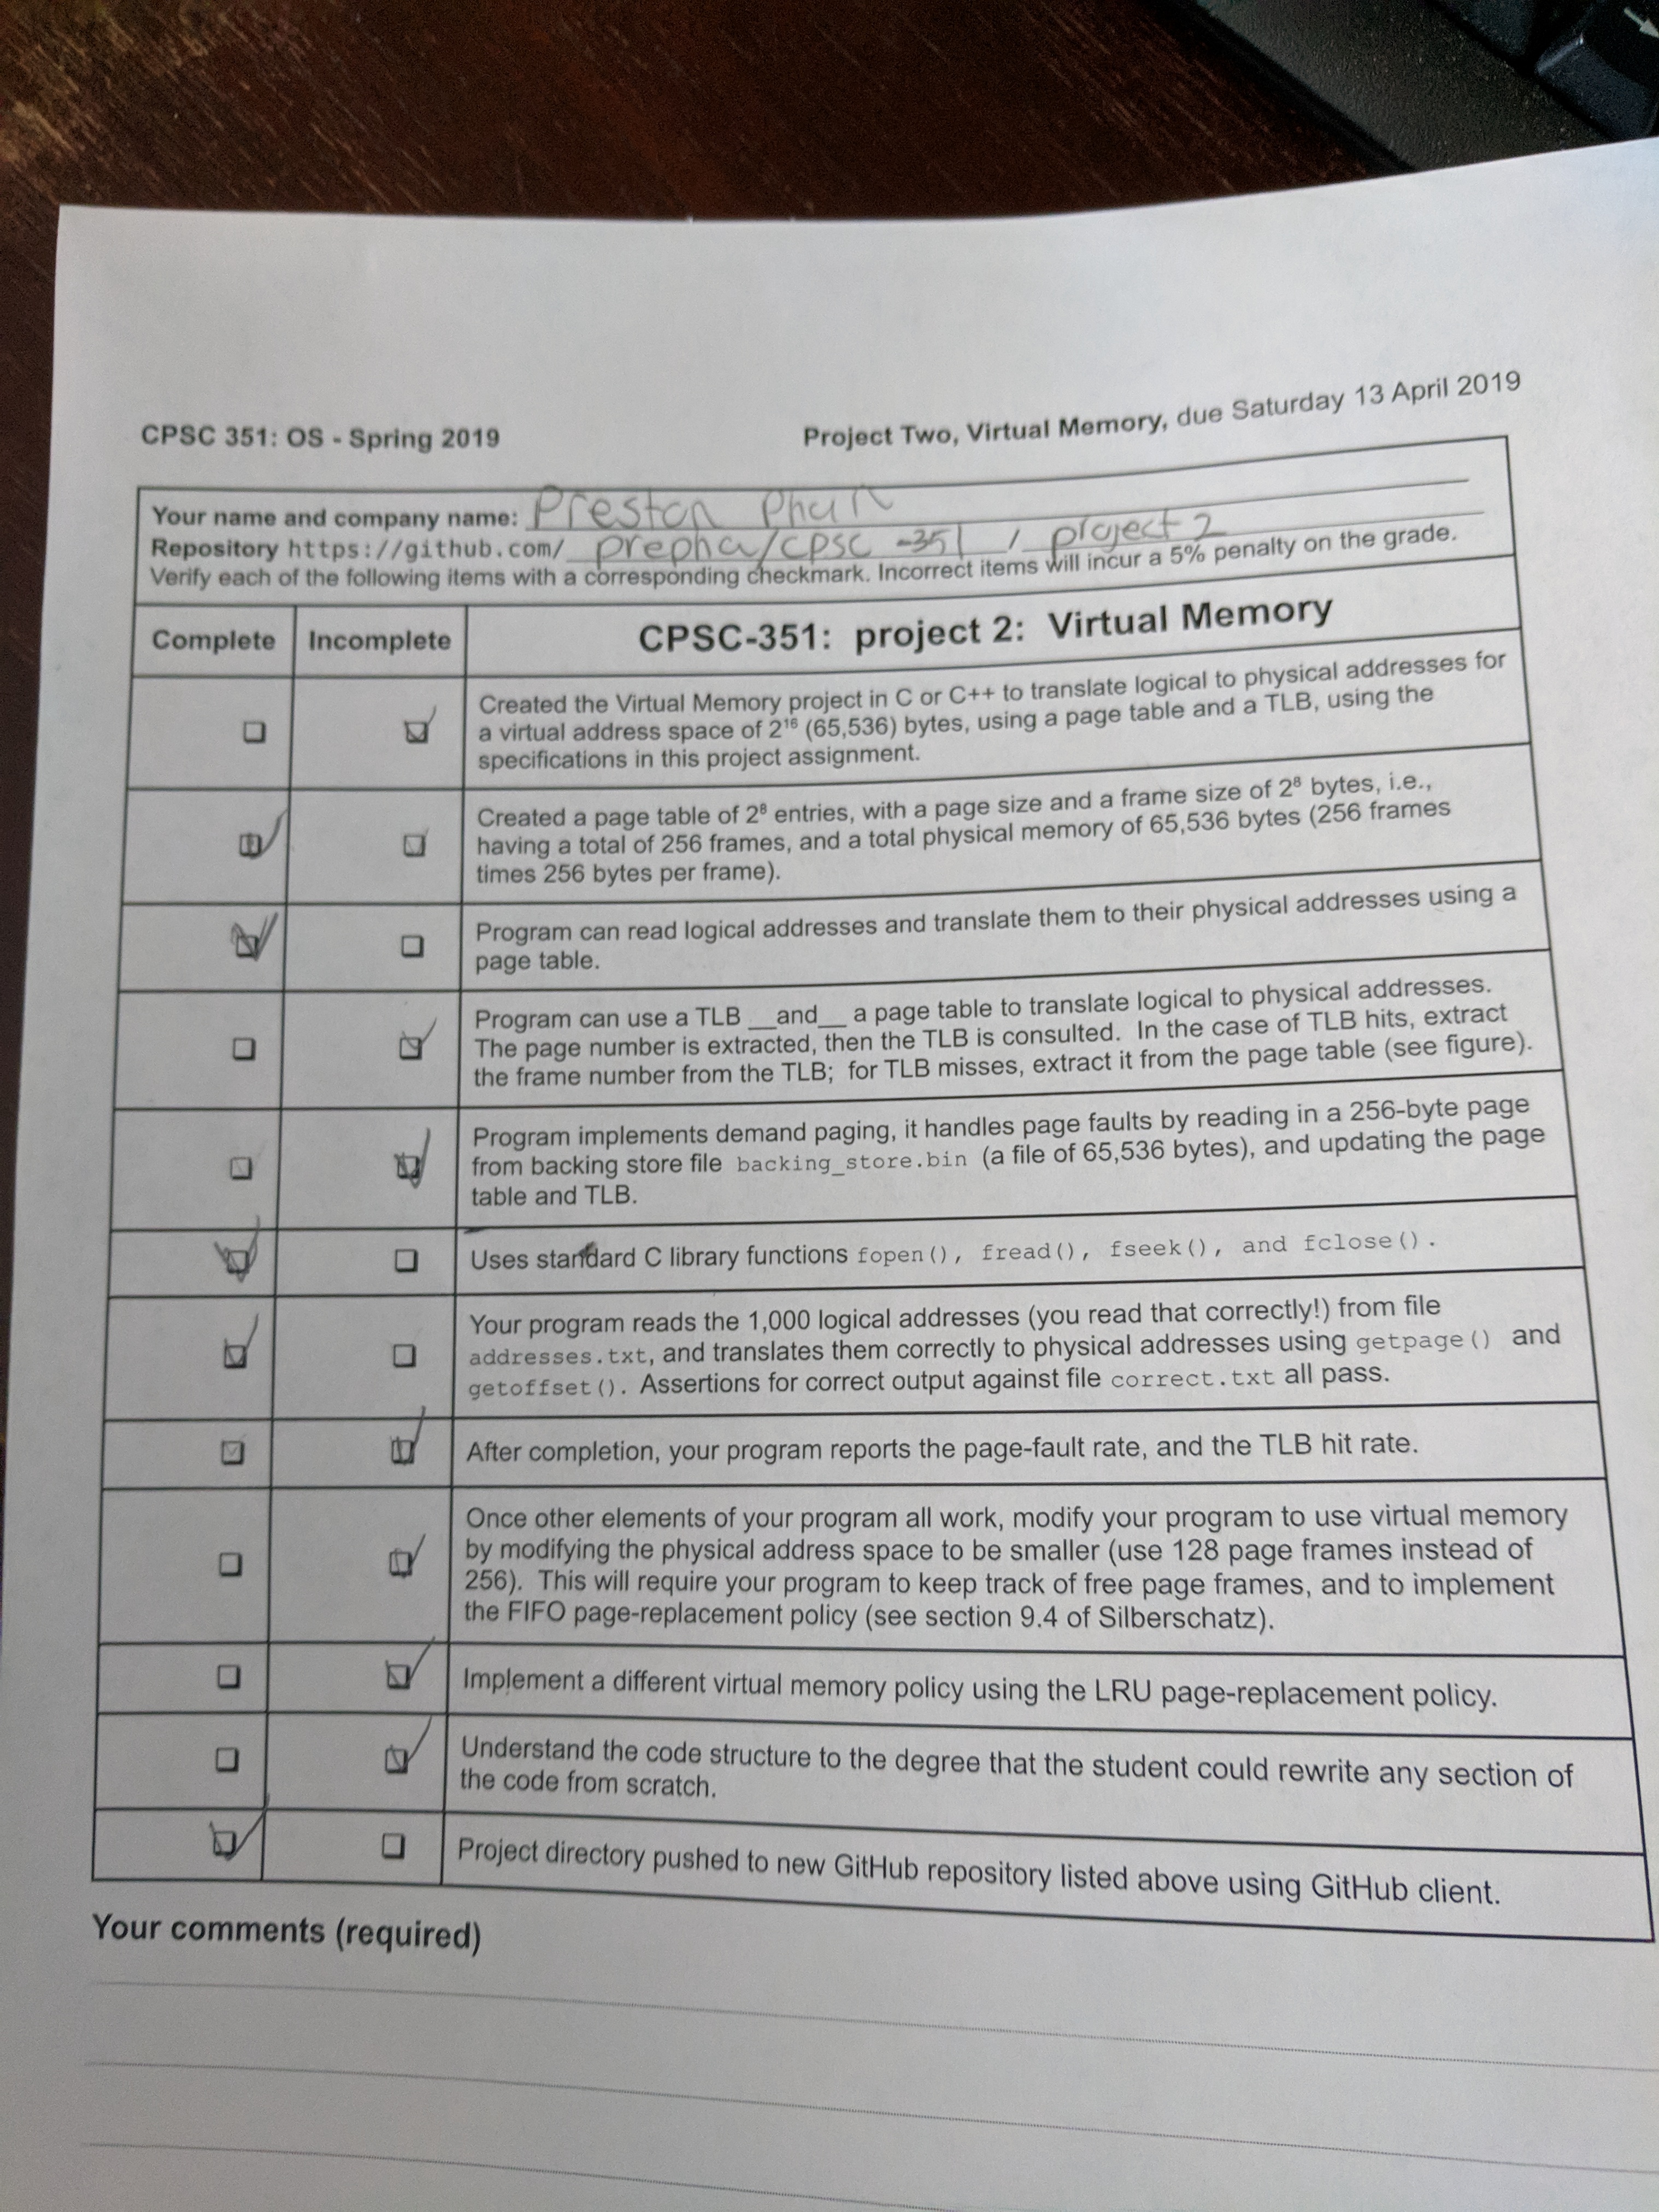 CPSC 351: OS - Spring 2019
Project Two, Virtual Memory, due Saturday 13 April 2019
Your name and company name: Preston Phan
Repository https://github.com/ prepha/cpsc -351 / project 2
Verify each of the following items with a corresponding checkmark. Incorrect items will incur a 5% penalty on the grade.
Complete Incomplete CPSC-351: project 2: Virtual Memory
Created the Virtual Memory project in C or C++ to translate logical to physical addresses for
a virtual address space of 2¹⁶ (65,536) bytes, using a page table and a TLB, using the
specifications in this project assignment.
Created a page table of 2⁸ entries, with a page size and a frame size of 2⁸ bytes, i.e.,
having a total of 256 frames, and a total physical memory of 65,536 bytes (256 frames
times 256 bytes per frame).
Program can read logical addresses and translate them to their physical addresses using a
page table.
Program can use a TLB __and__ a page table to translate logical to physical addresses.
The page number is extracted, then the TLB is consulted. In the case of TLB hits, extract
the frame number from the TLB; for TLB misses, extract it from the page table (see figure).
Program implements demand paging, it handles page faults by reading in a 256-byte page
from backing store file backing_store.bin (a file of 65,536 bytes), and updating the page
table and TLB.
Uses standard C library functions fopen(), fread(), fseek(), and fclose().
Your program reads the 1,000 logical addresses (you read that correctly!) from file
addresses.txt, and translates them correctly to physical addresses using getpage() and
getoffset(). Assertions for correct output against file correct.txt all pass.
After completion, your program reports the page-fault rate, and the TLB hit rate.
Once other elements of your program all work, modify your program to use virtual memory
by modifying the physical address space to be smaller (use 128 page frames instead of
256). This will require your program to keep track of free page frames, and to implement
the FIFO page-replacement policy (see section 9.4 of Silberschatz).
Implement a different virtual memory policy using the LRU page-replacement policy.
Understand the code structure to the degree that the student could rewrite any section of
the code from scratch.
Project directory pushed to new GitHub repository listed above using GitHub client.
Your comments (required)